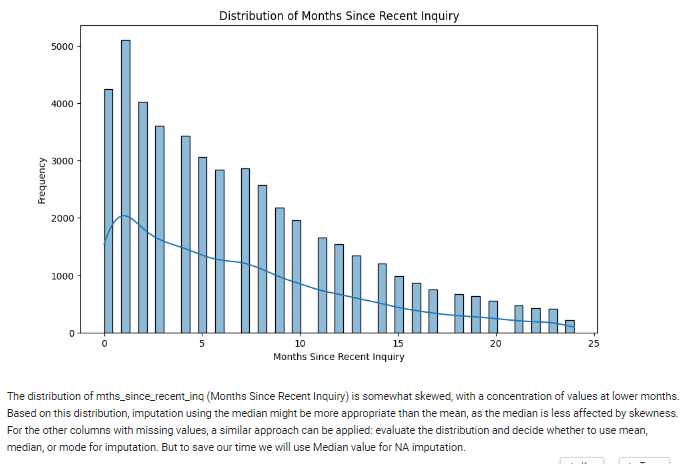 Distribution of Months Since Recent Inquiry
5000
4000
3000
2000
1000
0
Frequency
0 5 10 15 20 25
Months Since Recent Inquiry
The distribution of mths_since_recent_inq (Months Since Recent Inquiry) is somewhat skewed, with a concentration of values at lower months.
Based on this distribution, imputation using the median might be more appropriate than the mean, as the median is less affected by skewness.
For the other columns with missing values, a similar approach can be applied: evaluate the distribution and decide whether to use mean,
median, or mode for imputation. But to save our time we will use Median value for NA imputation.